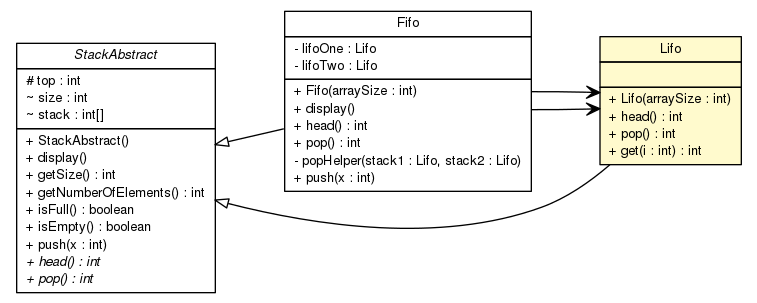 StackAbstract
# top : int
~ size : int
~ stack : int[]
+ StackAbstract()
+ display()
+ getSize() : int
+ getNumberOfElements() : int
+ isFull() : boolean
+ isEmpty() : boolean
+ push(x : int)
+ head() : int
+ pop() : int
Fifo
- lifoOne : Lifo
- lifoTwo : Lifo
+ Fifo(arraySize : int)
+ display()
+ head() : int
+ pop() : int
- popHelper(stack1 : Lifo, stack2 : Lifo)
+ push(x : int)
Lifo
+ Lifo(arraySize : int)
+ head() : int
+ pop() : int
+ get(i : int) : int